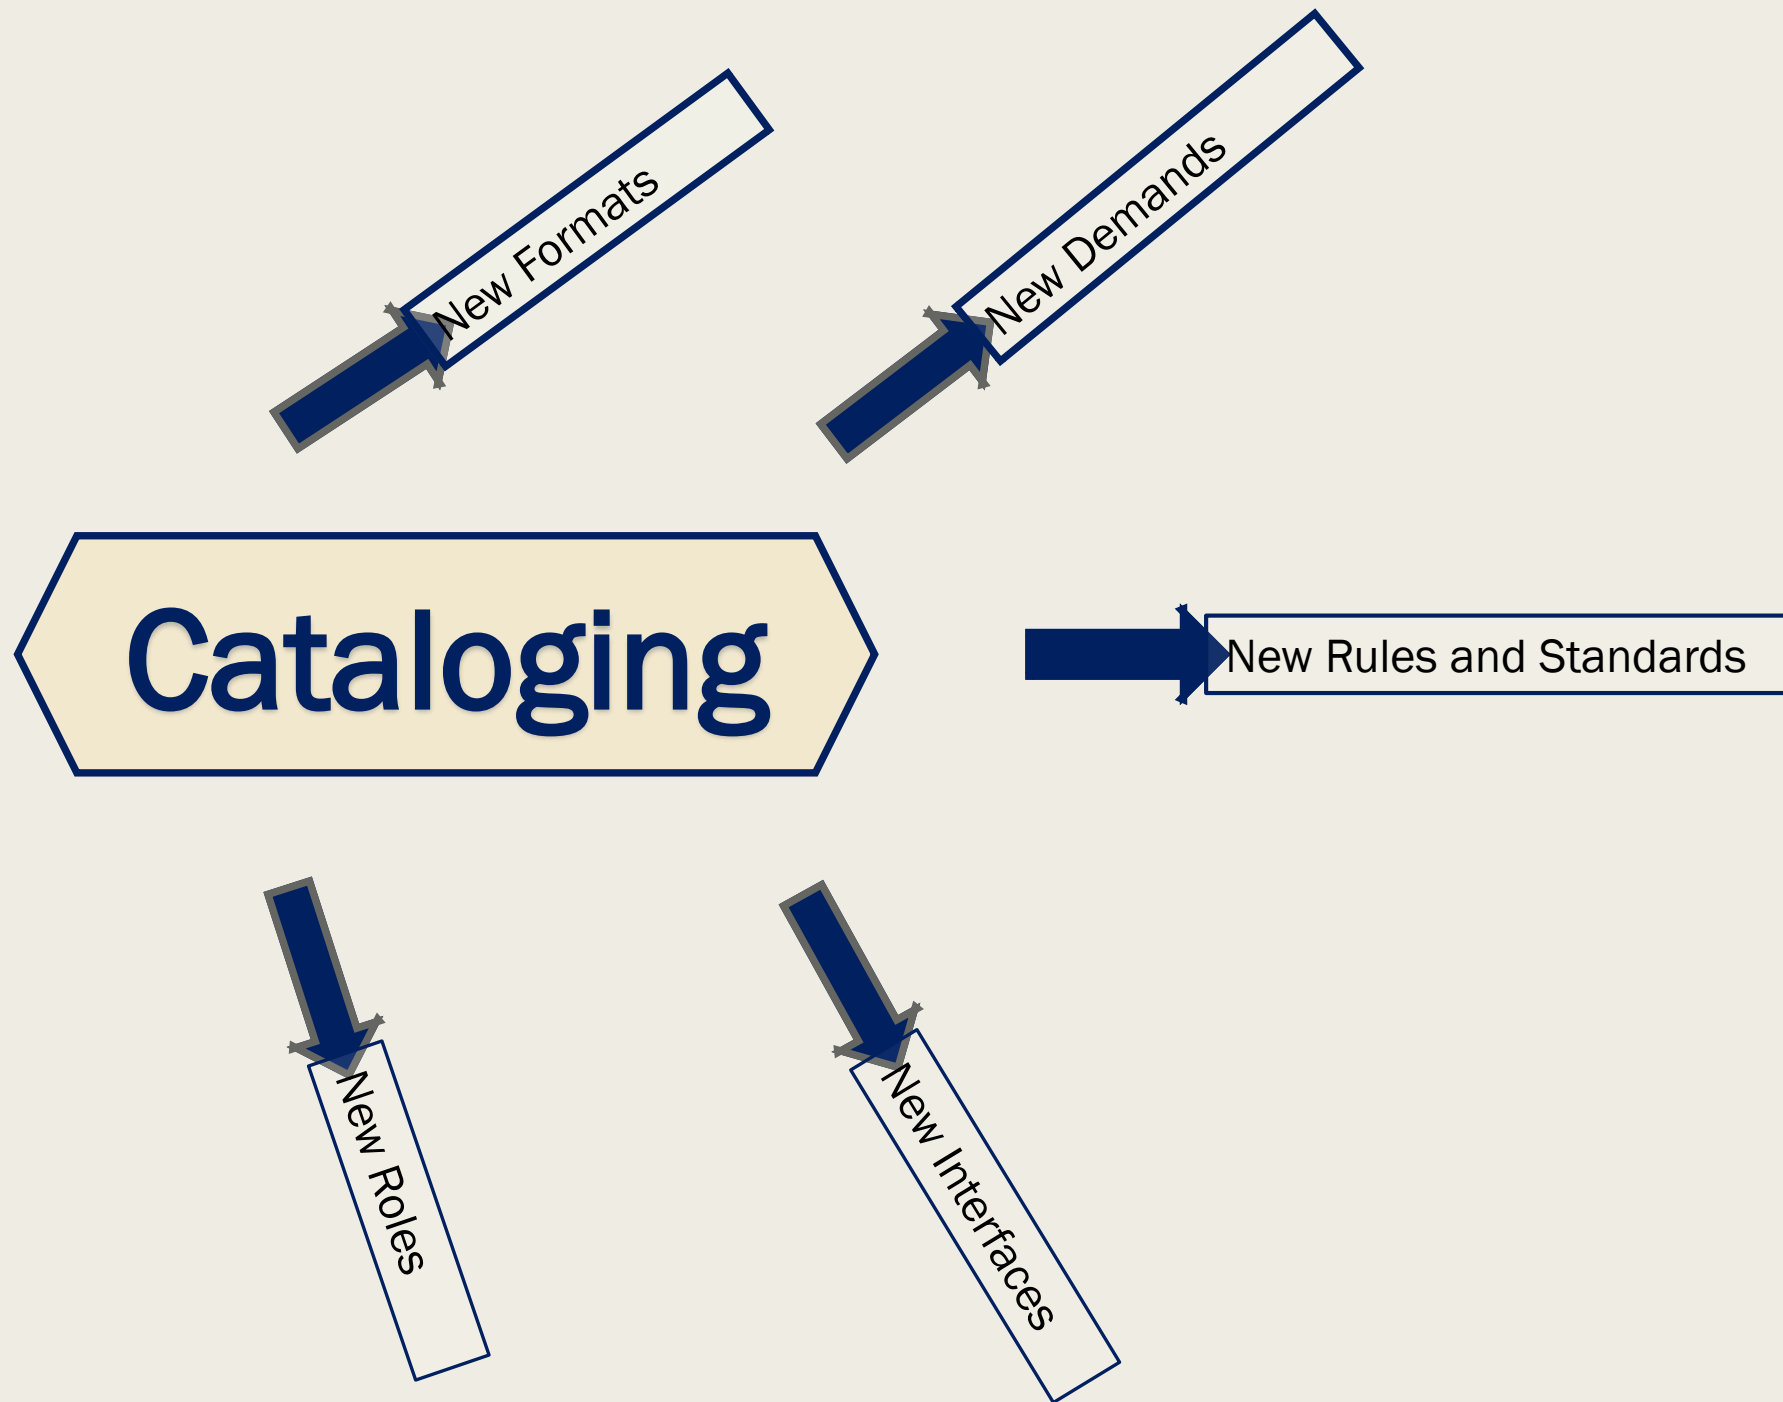 New Formats
New Demands
Cataloging
New Rules and Standards
New Roles
New Interfaces